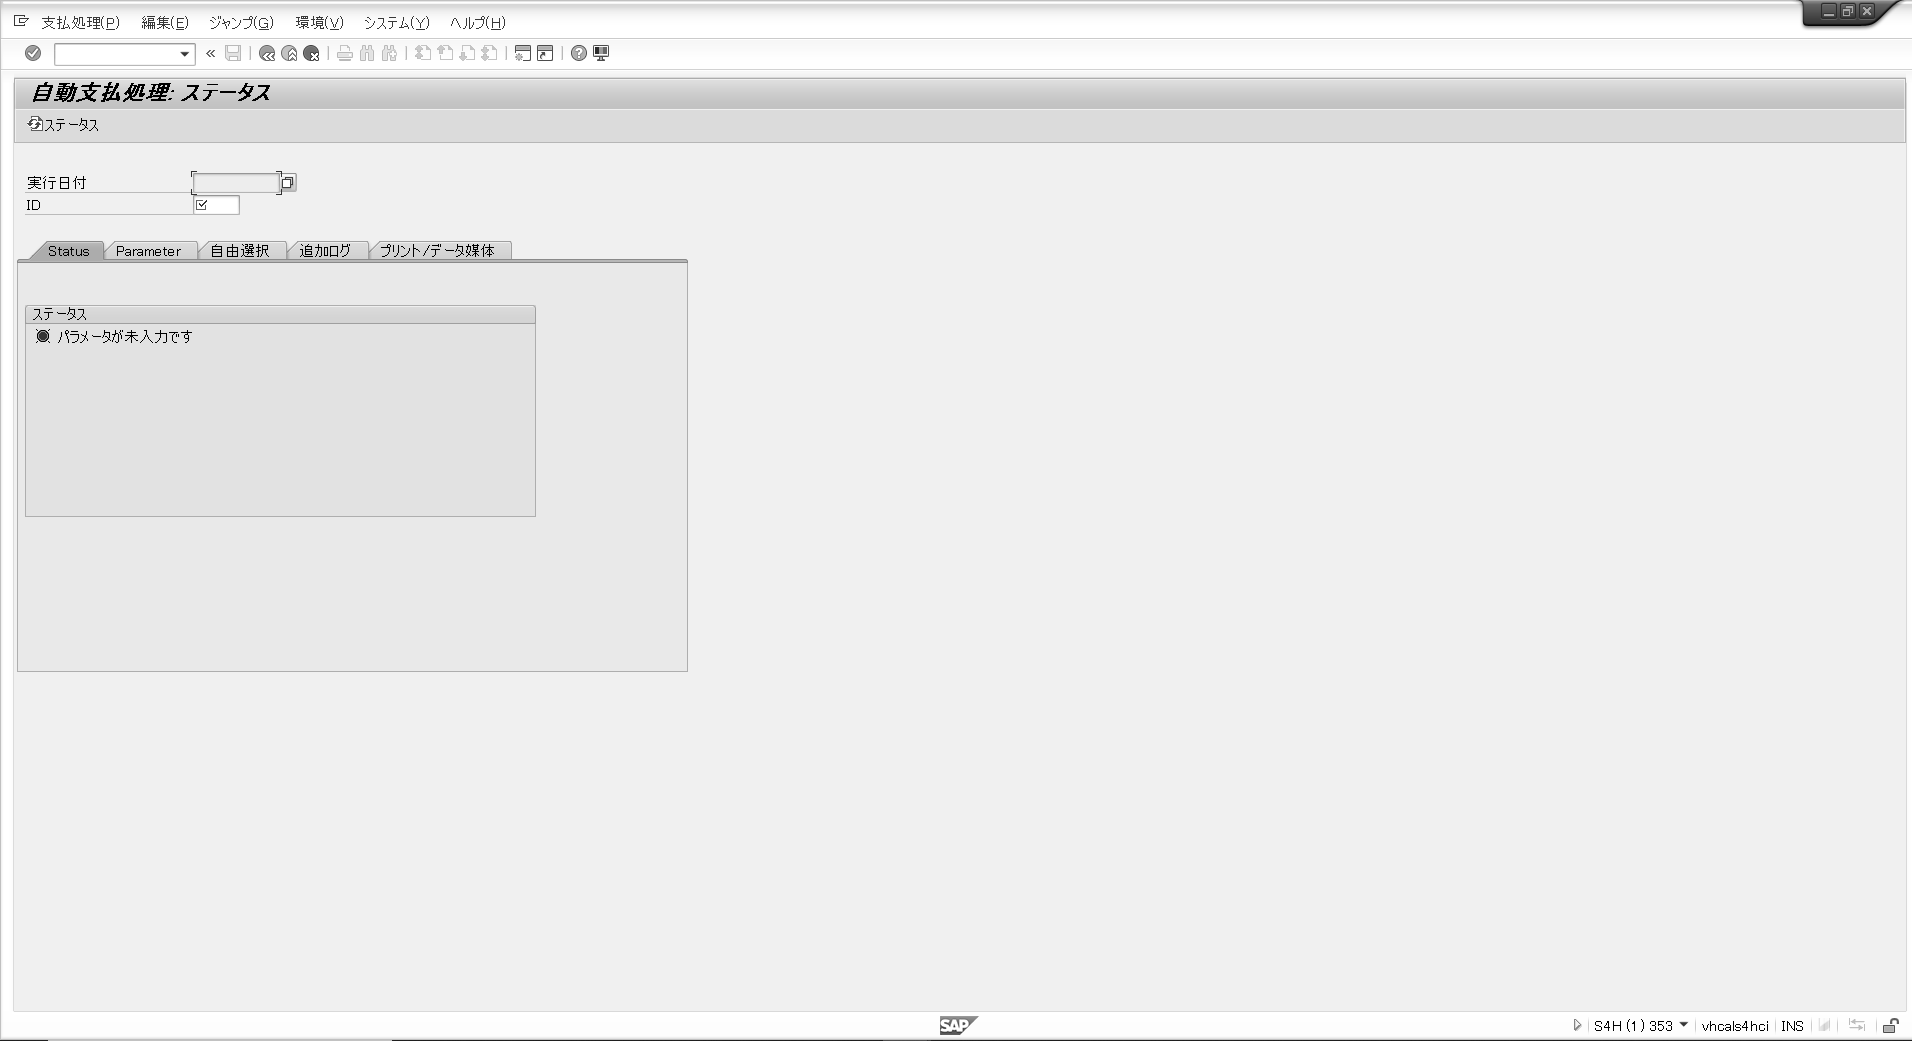 支払処理(P) 編集(E) ジャンプ(G) 環境(V) システム(Y) ヘルプ(H)
自動支払処理: ステータス
ステータス
実行日付
ID
Status Parameter 自由選択 追加ログ プリント/データ媒体
ステータス
パラメータが未入力です
SAP
S4H (1) 353 vhcals4hci INS